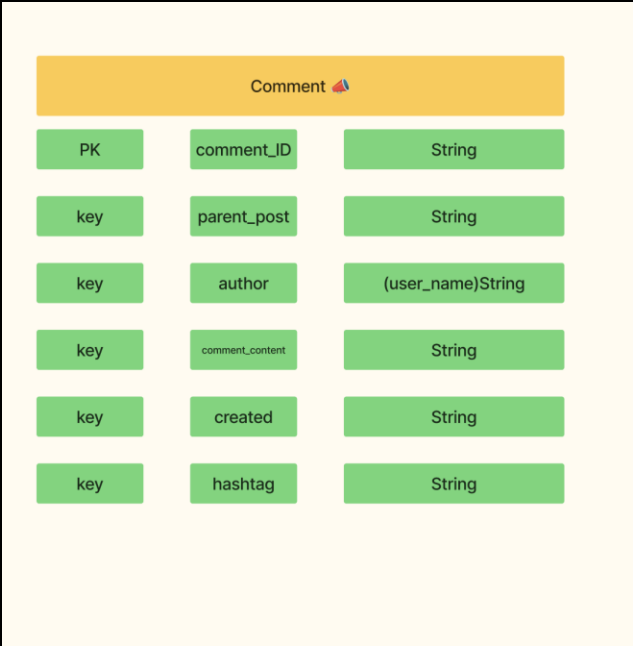 Comment 📣
PK comment_ID String
key parent_post String
key author (user_name)String
key comment_content String
key created String
key hashtag String